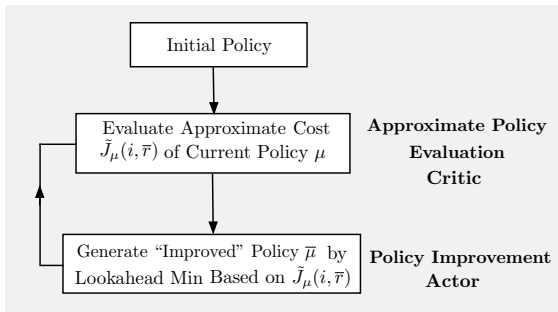 Initial Policy
Evaluate Approximate Cost
J̃μ(i, r̅) of Current Policy μ
Approximate Policy
Evaluation
Critic
Generate “Improved” Policy μ̅ by
Lookahead Min Based on J̃μ(i, r̅)
Policy Improvement
Actor